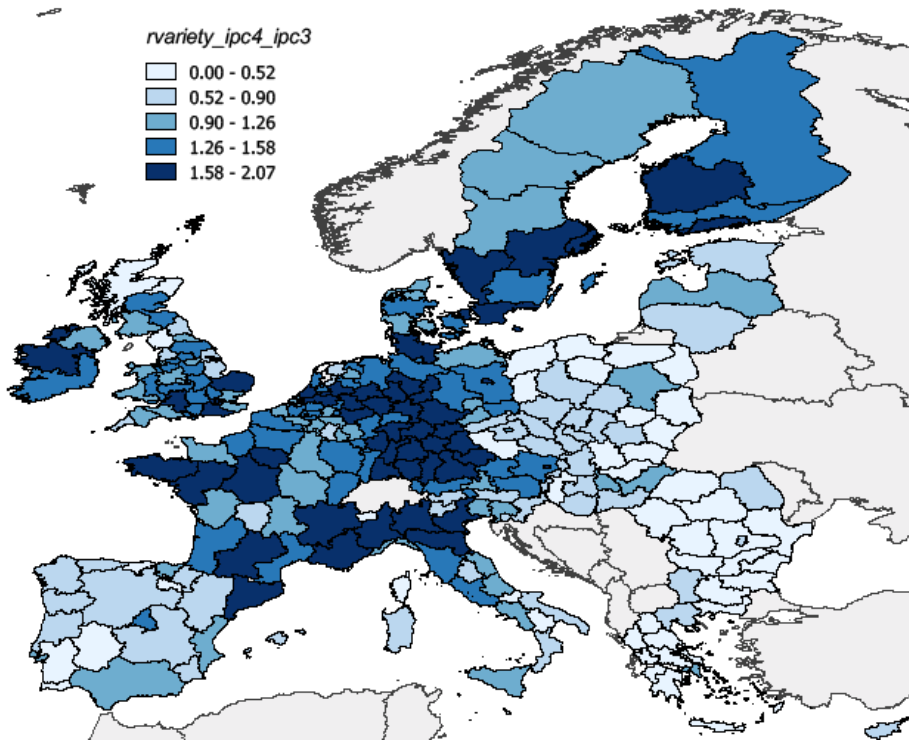 rvariety_ipc4_ipc3
0.00 - 0.52
0.52 - 0.90
0.90 - 1.26
1.26 - 1.58
1.58 - 2.07